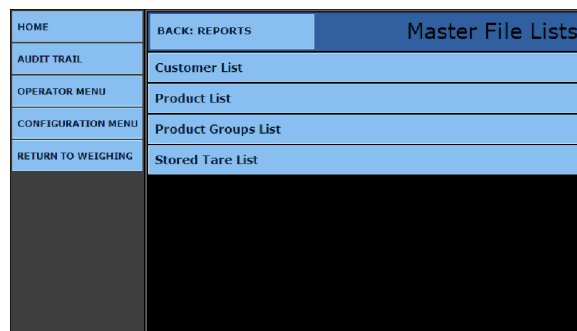 HOME
AUDIT TRAIL
OPERATOR MENU
CONFIGURATION MENU
RETURN TO WEIGHING
BACK: REPORTS
Master File Lists
Customer List
Product List
Product Groups List
Stored Tare List